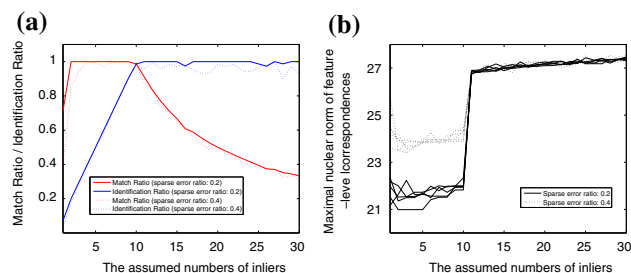 (a)
Match Ratio / Identification Ratio
1
0.8
0.6
0.4
0.2
Match Ratio (sparse error ratio: 0.2)
Identification Ratio (sparse error ratio: 0.2)
Match Ratio (sparse error ratio: 0.4)
Identification Ratio (sparse error ratio: 0.4)
5 10 15 20 25 30
The assumed numbers of inliers
(b)
Maximal nuclear norm of feature
–leve lcorrespondences
27
25
23
21
Sparse error ratio: 0.2
Sparse error ratio: 0.4
5 10 15 20 25 30
The assumed numbers of inliers